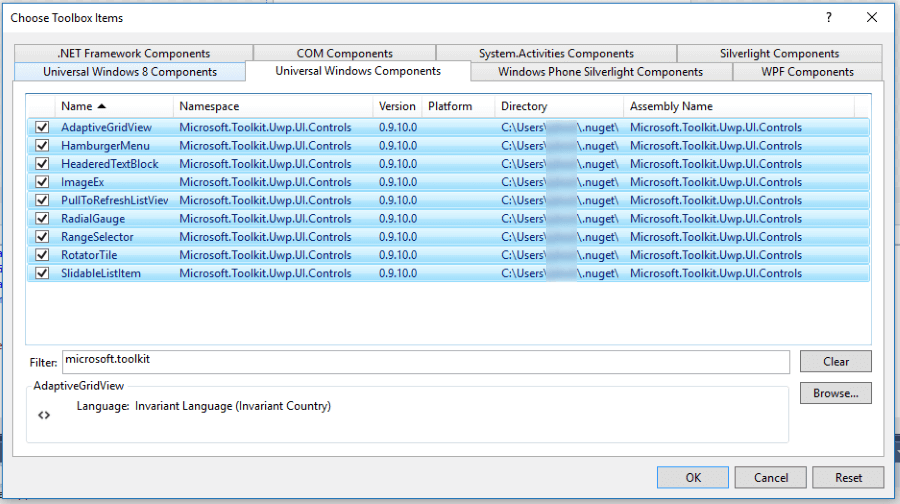 Choose Toolbox Items
? 
.NET Framework Components COM Components System.Activities Components Silverlight Components
Universal Windows 8 Components Universal Windows Components Windows Phone Silverlight Components WPF Components
Name Namespace Version Platform Directory Assembly Name
AdaptiveGridView Microsoft.Toolkit.Uwp.UI.Controls 0.9.10.0 C:\Users\ \.nuget\ Microsoft.Toolkit.Uwp.UI.Controls
HamburgerMenu Microsoft.Toolkit.Uwp.UI.Controls 0.9.10.0 C:\Users\ \.nuget\ Microsoft.Toolkit.Uwp.UI.Controls
HeaderedTextBlock Microsoft.Toolkit.Uwp.UI.Controls 0.9.10.0 C:\Users\ \.nuget\ Microsoft.Toolkit.Uwp.UI.Controls
ImageEx Microsoft.Toolkit.Uwp.UI.Controls 0.9.10.0 C:\Users\ \.nuget\ Microsoft.Toolkit.Uwp.UI.Controls
PullToRefreshListView Microsoft.Toolkit.Uwp.UI.Controls 0.9.10.0 C:\Users\ \.nuget\ Microsoft.Toolkit.Uwp.UI.Controls
RadialGauge Microsoft.Toolkit.Uwp.UI.Controls 0.9.10.0 C:\Users\ \.nuget\ Microsoft.Toolkit.Uwp.UI.Controls
RangeSelector Microsoft.Toolkit.Uwp.UI.Controls 0.9.10.0 C:\Users\ \.nuget\ Microsoft.Toolkit.Uwp.UI.Controls
RotatorTile Microsoft.Toolkit.Uwp.UI.Controls 0.9.10.0 C:\Users\ \.nuget\ Microsoft.Toolkit.Uwp.UI.Controls
SlidableListItem Microsoft.Toolkit.Uwp.UI.Controls 0.9.10.0 C:\Users\ \.nuget\ Microsoft.Toolkit.Uwp.UI.Controls
Filter: microsoft.toolkit Clear
AdaptiveGridView
Browse...
Language: Invariant Language (Invariant Country)
OK Cancel Reset